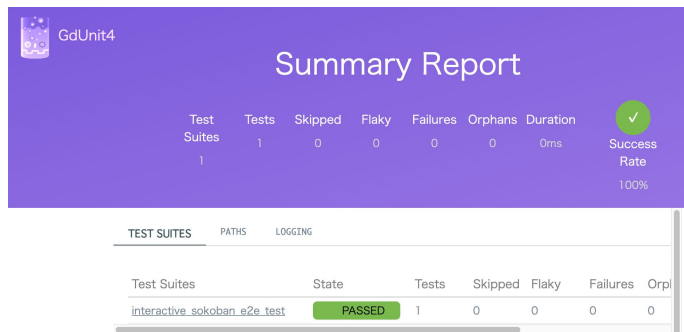 GdUnit4
Summary Report
Test Suites Tests Skipped Flaky Failures Orphans Duration
1 1 0 0 0 0 0ms
✓
Success Rate
100%
TEST SUITES PATHS LOGGING
Test Suites State Tests Skipped Flaky Failures Orpl
interactive_sokoban_e2e_test PASSED 1 0 0 0 0